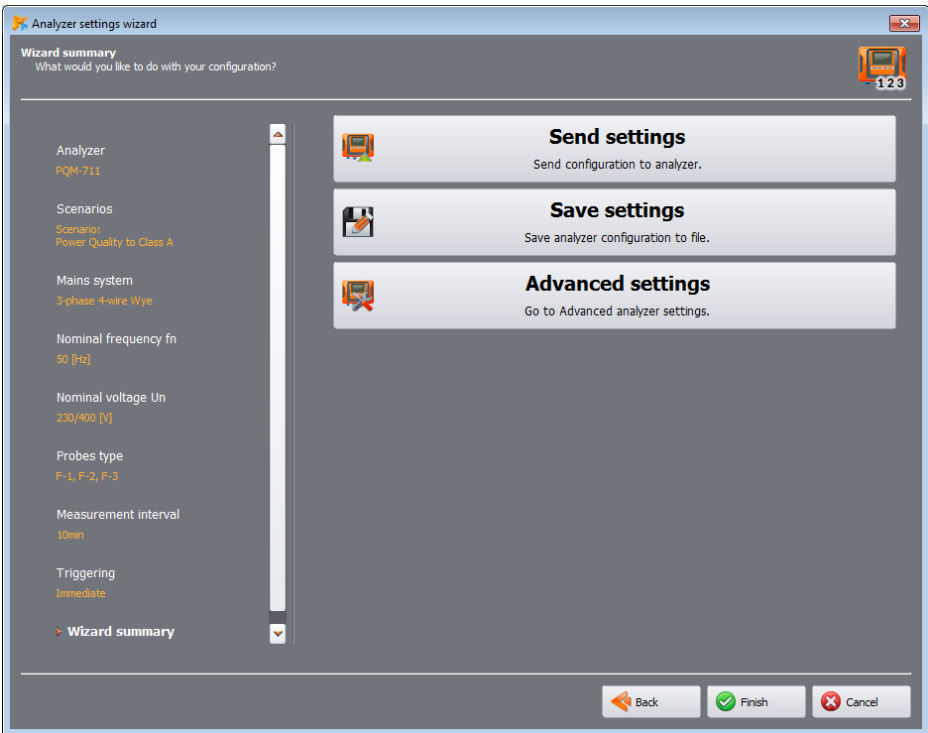 Analyzer settings wizard
Wizard summary
What would you like to do with your configuration?
123
Analyzer
PQM-711
Scenarios
Scenario:
Power Quality to Class A
Mains system
3-phase 4-wire Wye
Nominal frequency fn
50 [Hz]
Nominal voltage Un
230/400 [V]
Probes type
F-1, F-2, F-3
Measurement interval
10min
Triggering
Immediate
Wizard summary
Send settings
Send configuration to analyzer.
Save settings
Save analyzer configuration to file.
Advanced settings
Go to Advanced analyzer settings.
Back
Finish
Cancel